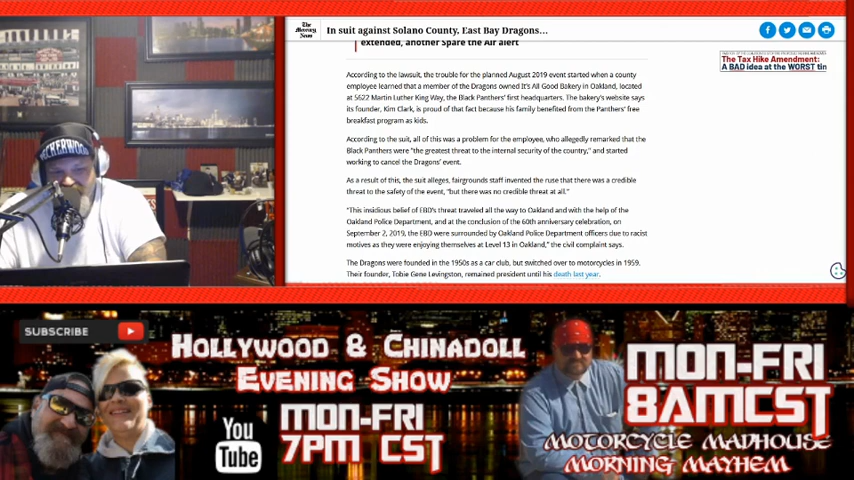 The
Mercury
News
In suit against Solano County, East Bay Dragons...
extended, another Spare the Air alert
The Tax Hike Amendment:
A BAD idea at the WORST tin
According to the lawsuit, the trouble for the planned August 2019 event started when a county
employee learned that a member of the Dragons owned It's All Good Bakery in Oakland, located
at 5622 Martin Luther King Way, the Black Panthers' first headquarters. The bakery's website says
its founder, Kim Clark, is proud of that fact because his family benefited from the Panthers' free
breakfast program as kids.
According to the suit, all of this was a problem for the employee, who allegedly remarked that the
Black Panthers were "the greatest threat to the internal security of the country," and started
working to cancel the Dragons' event.
As a result of this, the suit alleges, fairgrounds staff invented the ruse that there was a credible
threat to the safety of the event, "but there was no credible threat at all."
"This insidious belief of EBD's threat traveled all the way to Oakland and with the help of the
Oakland Police Department, and at the conclusion of the 60th anniversary celebration, on
September 2, 2019, the EBD were surrounded by Oakland Police Department officers due to racist
motives as they were enjoying themselves at Level 13 in Oakland," the civil complaint says.
The Dragons were founded in the 1950s as a car club, but switched over to motorcycles in 1959.
Their founder, Tobie Gene Levingston, remained president until his death last year.
SUBSCRIBE
Hollywood & Chinadoll
Evening Show
You
Tube
MON-FRI
7PM CST
MON-FRI
8AMCST
MOTORCYCLE MADHOUSE
MORNING MAYHEM